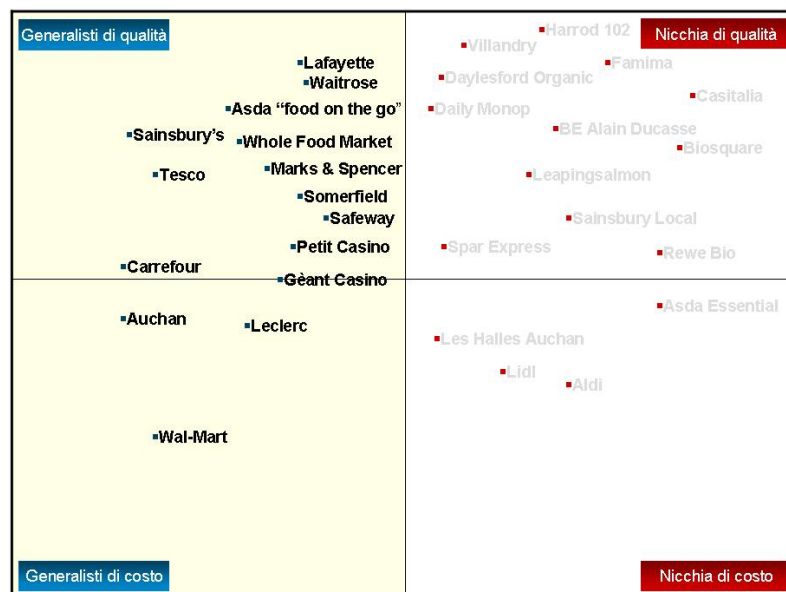 Generalisti di qualità
Nicchia di qualità
Harrod 102
Villandry
Lafayette
Famima
Waitrose
Daylesford Organic
Casitalia
Asda “food on the go”
Daily Monop
Sainsbury’s
BE Alain Ducasse
Whole Food Market
Biosquare
Marks & Spencer
Tesco
Leapingsalmon
Somerfield
Safeway
Sainsbury Local
Petit Casino
Spar Express
Rewe Bio
Carrefour
Gèant Casino
Asda Essential
Auchan
Leclerc
Les Halles Auchan
Lidl
Aldi
Wal-Mart
Generalisti di costo
Nicchia di costo